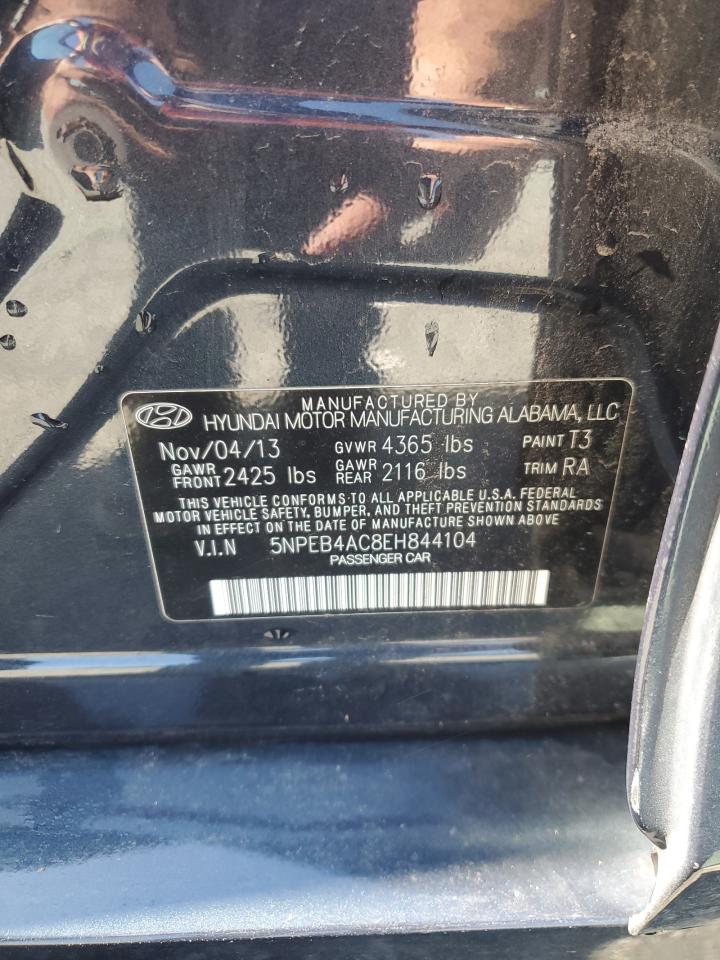 MANUFACTURED BY
HYUNDAI MOTOR MANUFACTURING ALABAMA, LLC
Nov/04/13 GVWR 4365 lbs PAINT T3
GAWR FRONT 2425 lbs GAWR REAR 2116 lbs TRIM RA
THIS VEHICLE CONFORMS TO ALL APPLICABLE U.S.A. FEDERAL
MOTOR VEHICLE SAFETY, BUMPER, AND THEFT PREVENTION STANDARDS
IN EFFECT ON THE DATE OF MANUFACTURE SHOWN ABOVE
V.I.N 5NPEB4AC8EH844104
PASSENGER CAR